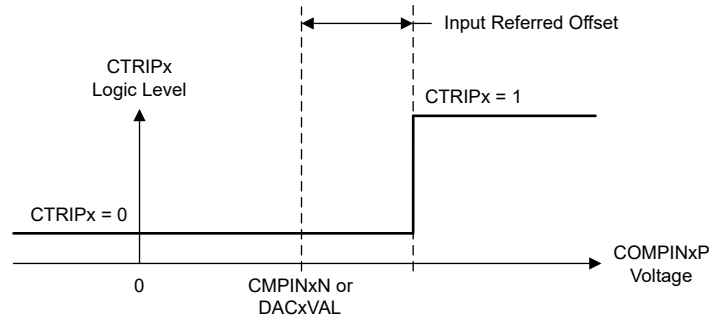 Input Referred Offset
CTRIPx
Logic Level
CTRIPx = 1
CTRIPx = 0
COMPINxP
Voltage
0
CMPINxN or
DACxVAL